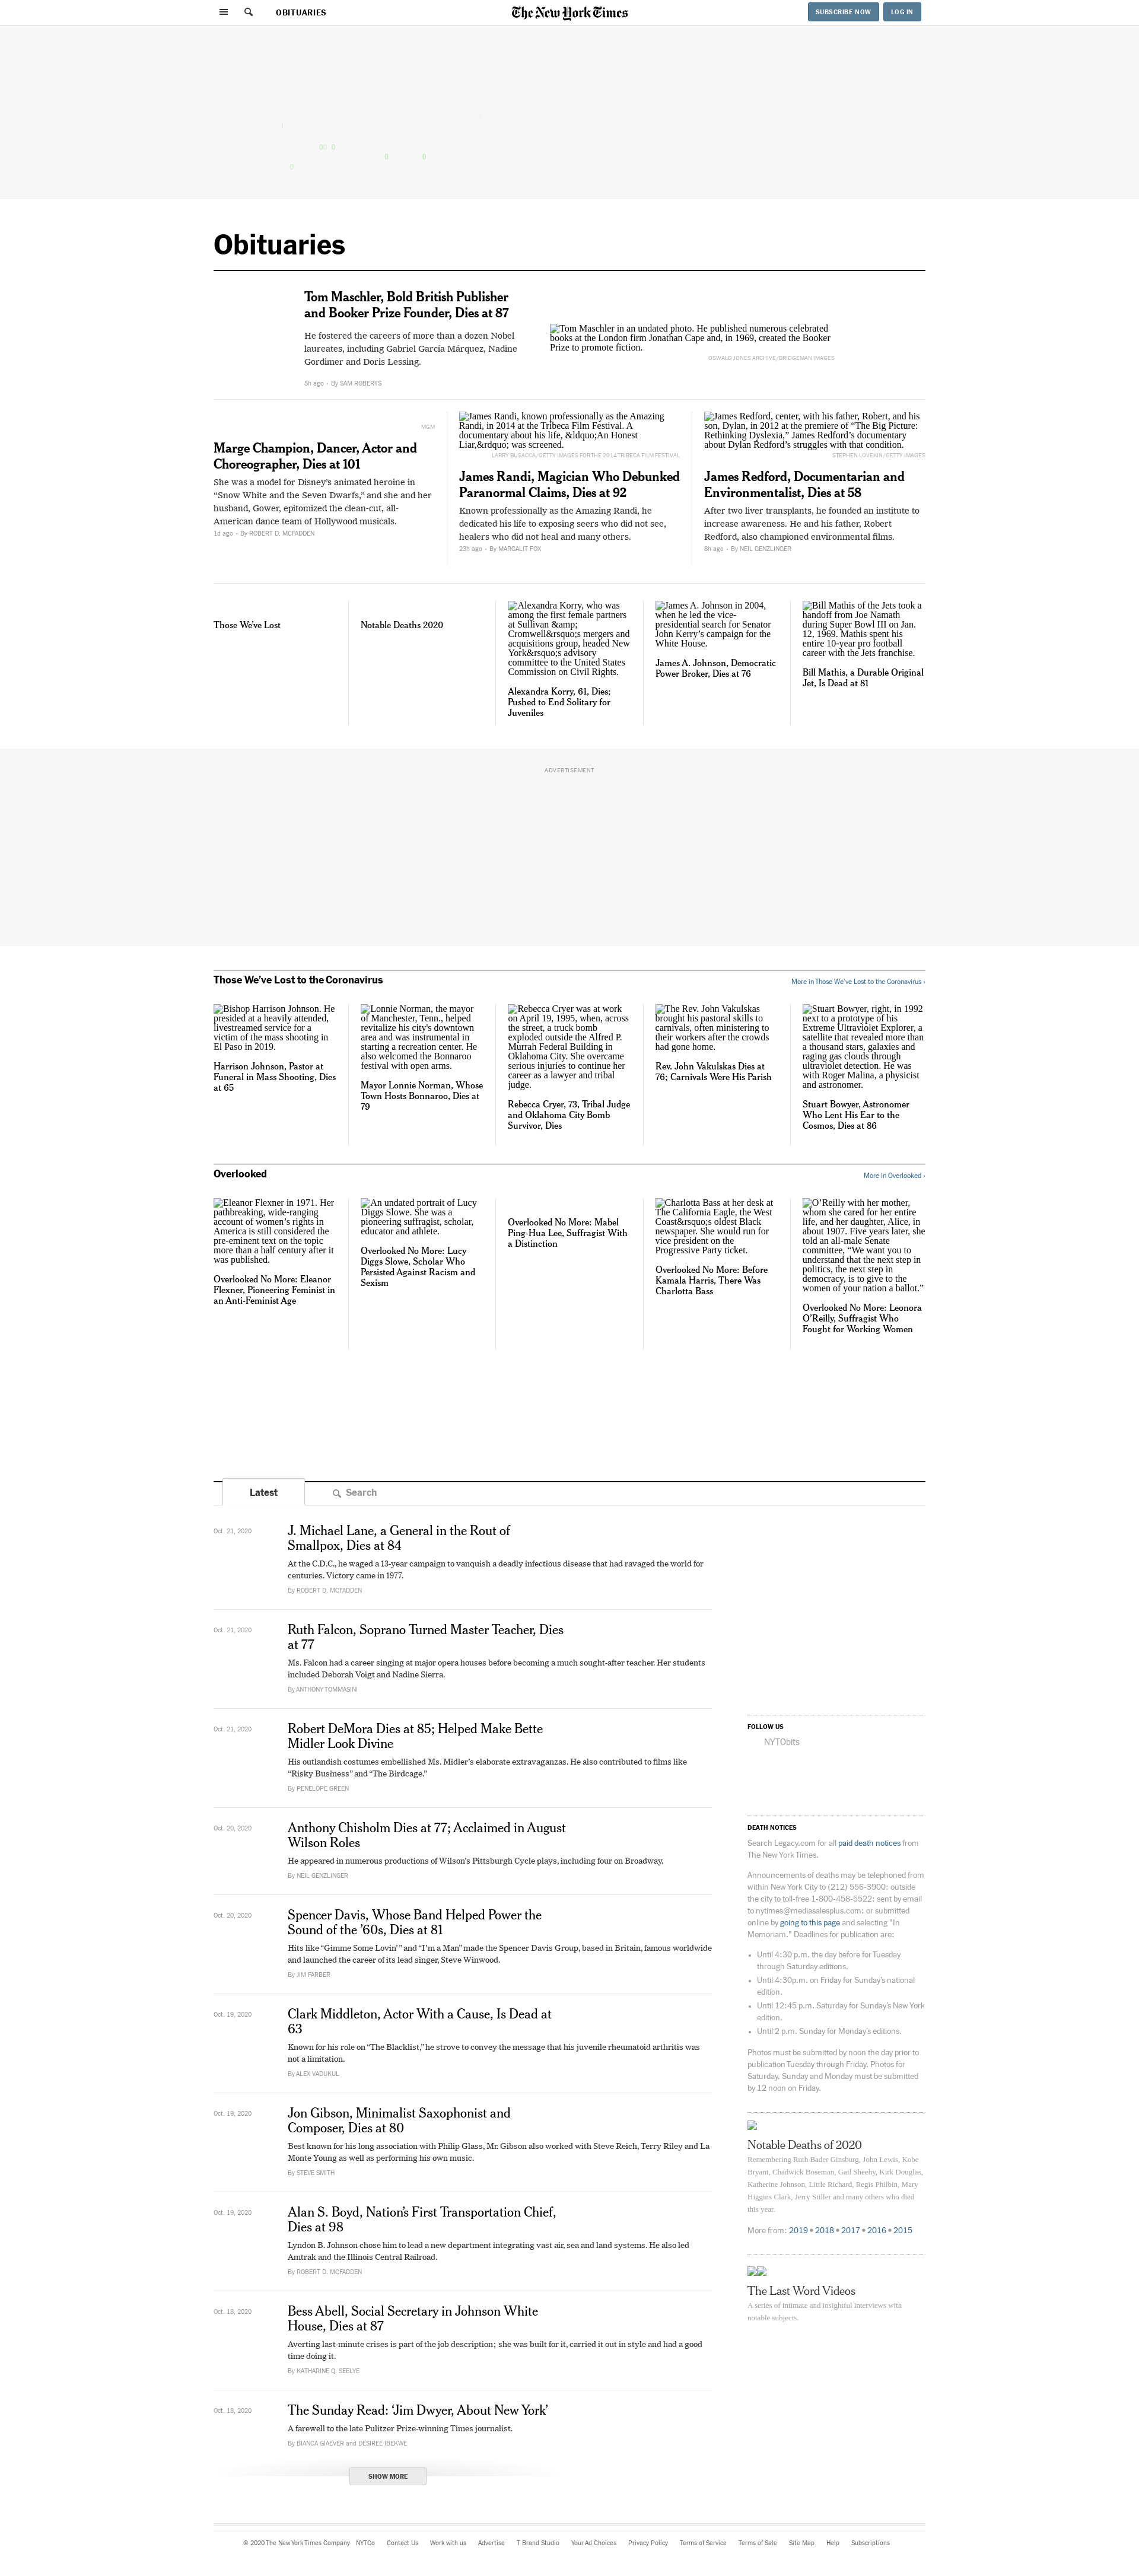 OBITUARIES
The New York Times
SUBSCRIBE NOW
LOG IN
Obituaries
Tom Maschler, Bold British Publisher
and Booker Prize Founder, Dies at 87
He fostered the careers of more than a dozen Nobel
laureates, including Gabriel García Márquez, Nadine
Gordimer and Doris Lessing.
5h ago · By SAM ROBERTS
Tom Maschler in an undated photo. He published numerous celebrated
books at the London firm Jonathan Cape and, in 1969, created the Booker
Prize to promote fiction.
OSWALD JONES ARCHIVE/BRIDGEMAN IMAGES
MGM
Marge Champion, Dancer, Actor and
Choreographer, Dies at 101
She was a model for Disney’s animated heroine in
“Snow White and the Seven Dwarfs,” and she and her
husband, Gower, epitomized the clean-cut, all-
American dance team of Hollywood musicals.
1d ago · By ROBERT D. MCFADDEN
James Randi, known professionally as the Amazing
Randi, in 2014 at the Tribeca Film Festival. A
documentary about his life, &ldquo;An Honest
Liar,&rdquo; was screened.
LARRY BUSACCA/GETTY IMAGES FOR THE 2014 TRIBECA FILM FESTIVAL
James Randi, Magician Who Debunked
Paranormal Claims, Dies at 92
Known professionally as the Amazing Randi, he
dedicated his life to exposing seers who did not see,
healers who did not heal and many others.
23h ago · By MARGALIT FOX
James Redford, center, with his father, Robert, and his
son, Dylan, in 2012 at the premiere of “The Big Picture:
Rethinking Dyslexia,” James Redford’s documentary
about Dylan Redford’s struggles with that condition.
STEPHEN LOVEKIN/GETTY IMAGES
James Redford, Documentarian and
Environmentalist, Dies at 58
After two liver transplants, he founded an institute to
increase awareness. He and his father, Robert
Redford, also championed environmental films.
8h ago · By NEIL GENZLINGER
Those We’ve Lost
Notable Deaths 2020
Alexandra Korry, who was
among the first female partners
at Sullivan &amp;
Cromwell&rsquo;s mergers and
acquisitions group, headed New
York&rsquo;s advisory
committee to the United States
Commission on Civil Rights.
Alexandra Korry, 61, Dies;
Pushed to End Solitary for
Juveniles
James A. Johnson in 2004,
when he led the vice-
presidential search for Senator
John Kerry’s campaign for the
White House.
James A. Johnson, Democratic
Power Broker, Dies at 76
Bill Mathis of the Jets took a
handoff from Joe Namath
during Super Bowl III on Jan.
12, 1969. Mathis spent his
entire 10-year pro football
career with the Jets franchise.
Bill Mathis, a Durable Original
Jet, Is Dead at 81
ADVERTISEMENT
Those We’ve Lost to the Coronavirus
More in Those We’ve Lost to the Coronavirus ›
Bishop Harrison Johnson. He
presided at a heavily attended,
livestreamed service for a
victim of the mass shooting in
El Paso in 2019.
Harrison Johnson, Pastor at
Funeral in Mass Shooting, Dies
at 65
Lonnie Norman, the mayor
of Manchester, Tenn., helped
revitalize his city's downtown
area and was instrumental in
starting a recreation center. He
also welcomed the Bonnaroo
festival with open arms.
Mayor Lonnie Norman, Whose
Town Hosts Bonnaroo, Dies at
79
Rebecca Cryer was at work
on April 19, 1995, when, across
the street, a truck bomb
exploded outside the Alfred P.
Murrah Federal Building in
Oklahoma City. She overcame
serious injuries to continue her
career as a lawyer and tribal
judge.
Rebecca Cryer, 73, Tribal Judge
and Oklahoma City Bomb
Survivor, Dies
The Rev. John Vakulskas
brought his pastoral skills to
carnivals, often ministering to
their workers after the crowds
had gone home.
Rev. John Vakulskas Dies at
76; Carnivals Were His Parish
Stuart Bowyer, right, in 1992
next to a prototype of his
Extreme Ultraviolet Explorer, a
satellite that revealed more than
a thousand stars, galaxies and
raging gas clouds through
ultraviolet detection. He was
with Roger Malina, a physicist
and astronomer.
Stuart Bowyer, Astronomer
Who Lent His Ear to the
Cosmos, Dies at 86
Overlooked
More in Overlooked ›
Eleanor Flexner in 1971. Her
pathbreaking, wide-ranging
account of women’s rights in
America is still considered the
preeminent text on the topic
more than a half century after it
was published.
Overlooked No More: Eleanor
Flexner, Pioneering Feminist in
an Anti-Feminist Age
An undated portrait of Lucy
Diggs Slowe. She was a
pioneering suffragist, scholar,
educator and athlete.
Overlooked No More: Lucy
Diggs Slowe, Scholar Who
Persisted Against Racism and
Sexism
Overlooked No More: Mabel
Ping-Hua Lee, Suffragist With
a Distinction
Charlotta Bass at her desk at
The California Eagle, the West
Coast&rsquo;s oldest Black
newspaper. She would run for
vice president on the
Progressive Party ticket.
Overlooked No More: Before
Kamala Harris, There Was
Charlotta Bass
O’Reilly with her mother,
whom she cared for her entire
life, and her daughter, Alice, in
about 1907. Five years later, she
told an all-male Senate
committee, “We want you to
understand that the next step in
politics, the next step in
democracy, is to give to the
women of your nation a ballot.”
Overlooked No More: Leonora
O’Reilly, Suffragist Who
Fought for Working Women
Latest
Search
Oct. 21, 2020
J. Michael Lane, a General in the Rout of
Smallpox, Dies at 84
At the C.D.C., he waged a 13-year campaign to vanquish a deadly infectious disease that had ravaged the world for
centuries. Victory came in 1977.
By ROBERT D. MCFADDEN
Oct. 21, 2020
Ruth Falcon, Soprano Turned Master Teacher, Dies
at 77
Ms. Falcon had a career singing at major opera houses before becoming a much sought-after teacher. Her students
included Deborah Voigt and Nadine Sierra.
By ANTHONY TOMMASINI
Oct. 21, 2020
Robert DeMora Dies at 85; Helped Make Bette
Midler Look Divine
His outlandish costumes embellished Ms. Midler’s elaborate extravaganzas. He also contributed to films like
“Risky Business” and “The Birdcage.”
By PENELOPE GREEN
Oct. 20, 2020
Anthony Chisholm Dies at 77; Acclaimed in August
Wilson Roles
He appeared in numerous productions of Wilson’s Pittsburgh Cycle plays, including four on Broadway.
By NEIL GENZLINGER
Oct. 20, 2020
Spencer Davis, Whose Band Helped Power the
Sound of the ’60s, Dies at 81
Hits like “Gimme Some Lovin’” and “I’m a Man” made the Spencer Davis Group, based in Britain, famous worldwide
and launched the career of its lead singer, Steve Winwood.
By JIM FARBER
Oct. 19, 2020
Clark Middleton, Actor With a Cause, Is Dead at
63
Known for his role on “The Blacklist,” he strove to convey the message that his juvenile rheumatoid arthritis was
not a limitation.
By ALEX VADUKUL
Oct. 19, 2020
Jon Gibson, Minimalist Saxophonist and
Composer, Dies at 80
Best known for his long association with Philip Glass, Mr. Gibson also worked with Steve Reich, Terry Riley and La
Monte Young as well as performing his own music.
By STEVE SMITH
Oct. 19, 2020
Alan S. Boyd, Nation’s First Transportation Chief,
Dies at 98
Lyndon B. Johnson chose him to lead a new department integrating vast air, sea and land systems. He also led
Amtrak and the Illinois Central Railroad.
By ROBERT D. MCFADDEN
Oct. 18, 2020
Bess Abell, Social Secretary in Johnson White
House, Dies at 87
Averting last-minute crises is part of the job description; she was built for it, carried it out in style and had a good
time doing it.
By KATHARINE Q. SEELYE
Oct. 18, 2020
The Sunday Read: ‘Jim Dwyer, About New York’
A farewell to the late Pulitzer Prize-winning Times journalist.
By BIANCA GIAEVER and DESIREE IBEKWE
SHOW MORE
FOLLOW US
NYTObits
DEATH NOTICES
Search Legacy.com for all paid death notices from
The New York Times.
Announcements of deaths may be telephoned from
within New York City to (212) 556-3900; outside
the city to toll-free 1-800-458-5522; sent by email
to nytimes@mediasalesplus.com; or submitted
online by going to this page and selecting "In
Memoriam." Deadlines for publication are:
• Until 4:30 p.m. the day before for Tuesday
through Saturday editions.
• Until 4:30p.m. on Friday for Sunday’s national
edition.
• Until 12:45 p.m. Saturday for Sunday’s New York
edition.
• Until 2 p.m. Sunday for Monday’s editions.
Photos must be submitted by noon the day prior to
publication Tuesday through Friday. Photos for
Saturday, Sunday and Monday must be submitted
by 12 noon on Friday.
Notable Deaths of 2020
Remembering Ruth Bader Ginsburg, John Lewis, Kobe
Bryant, Chadwick Boseman, Gail Sheehy, Kirk Douglas,
Katherine Johnson, Little Richard, Regis Philbin, Mary
Higgins Clark, Jerry Stiller and many others who died
this year.
More from: 2019 • 2018 • 2017 • 2016 • 2015
The Last Word Videos
A series of intimate and insightful interviews with
notable subjects.
© 2020 The New York Times Company NYTCo Contact Us Work with us Advertise T Brand Studio Your Ad Choices Privacy Policy Terms of Service Terms of Sale Site Map Help Subscriptions